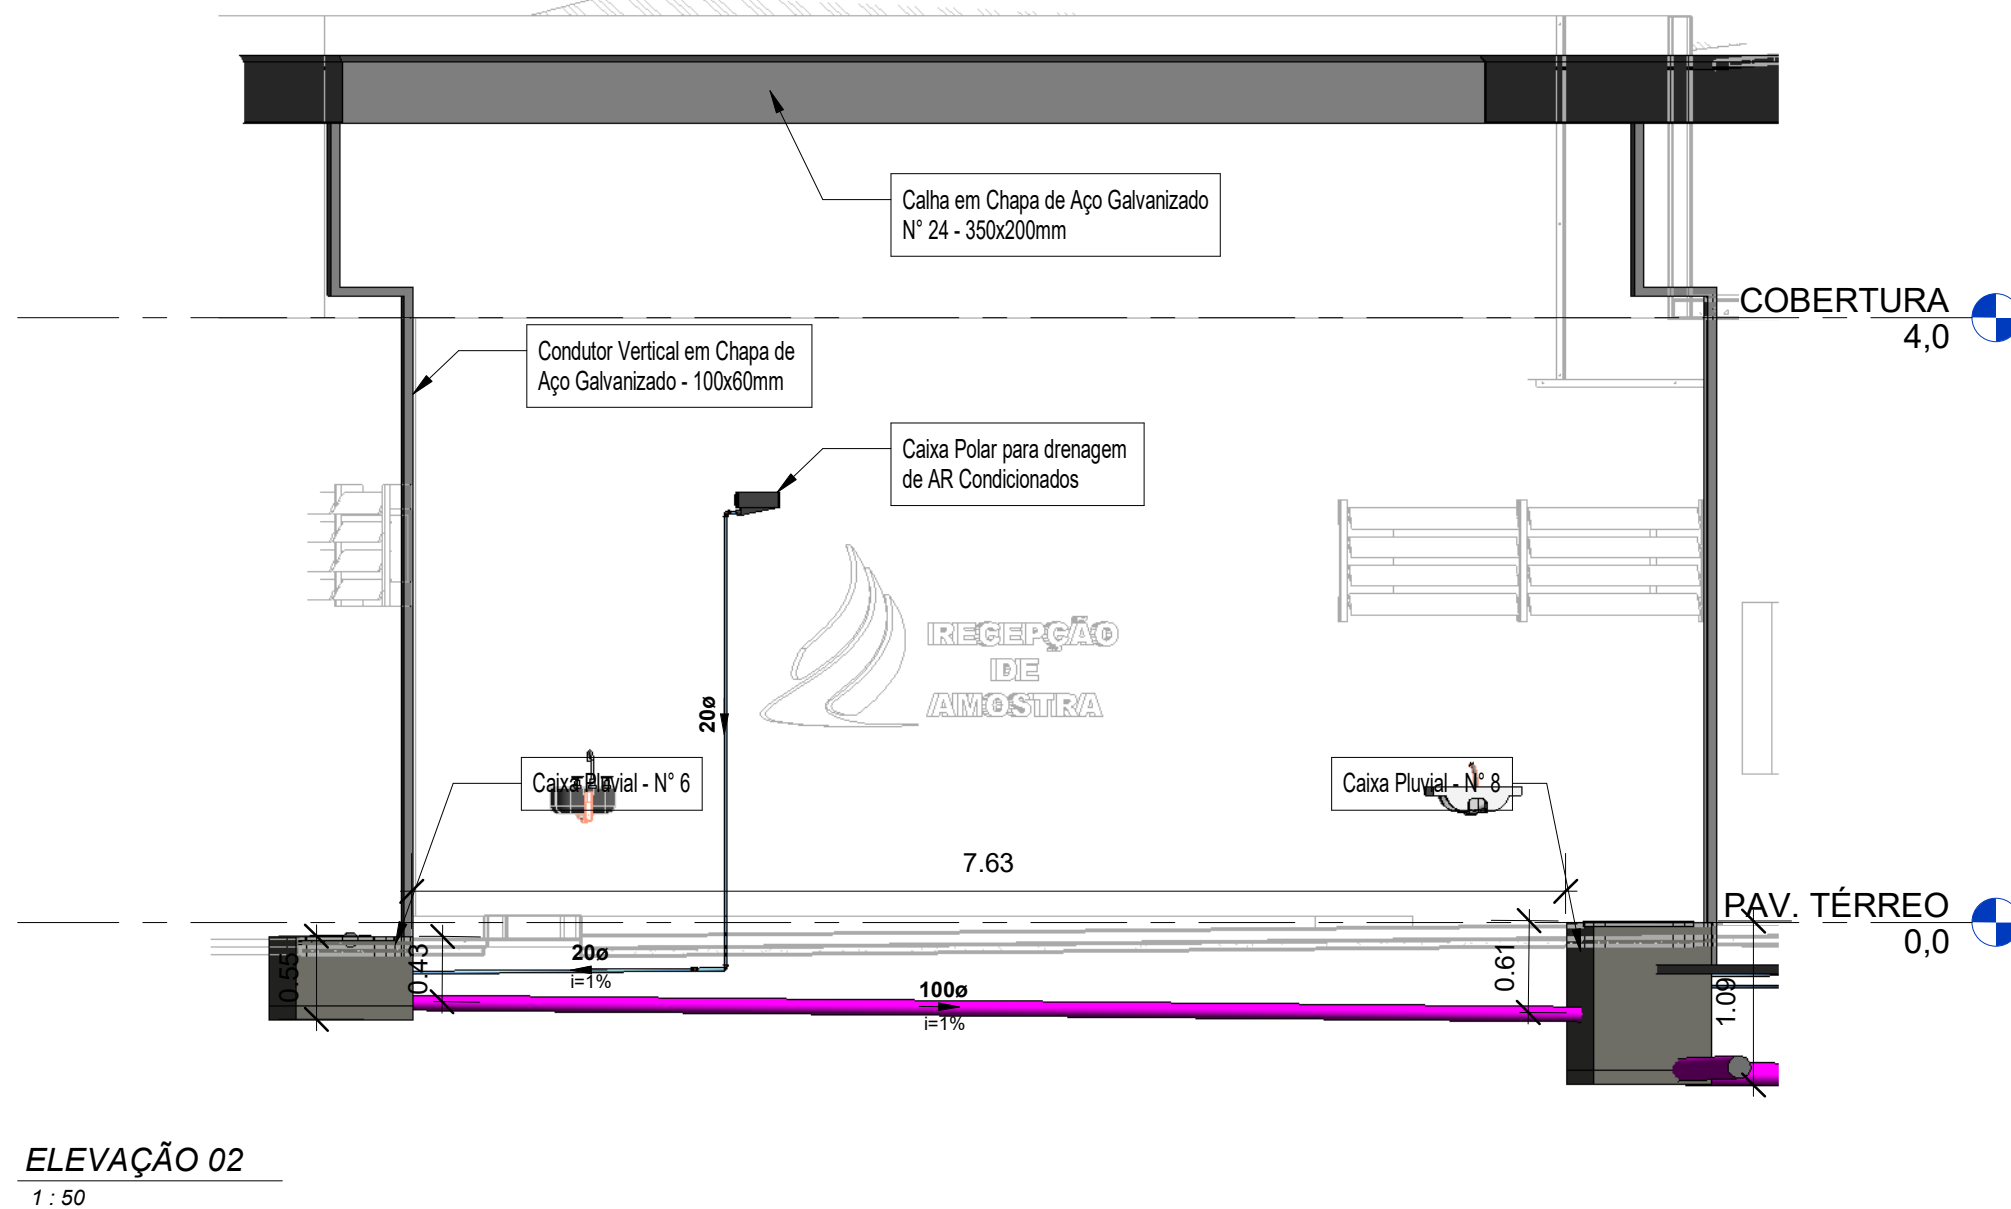 Calha em Chapa de Aço Galvanizado
N° 24 - 350x200mm
COBERTURA
4,0
Condutor Vertical em Chapa de
Aço Galvanizado - 100x60mm
Caixa Polar para drenagem
de AR Condicionados
RECEPÇÃO
DE
AMOSTRA
20ø
Caixa Pluvial - N° 6
Caixa Pluvial - N° 8
7.63
PAV. TÉRREO
0,0
0.55
0.43
20ø
i=1%
100ø
i=1%
0.61
1.09
ELEVAÇÃO 02
1 : 50